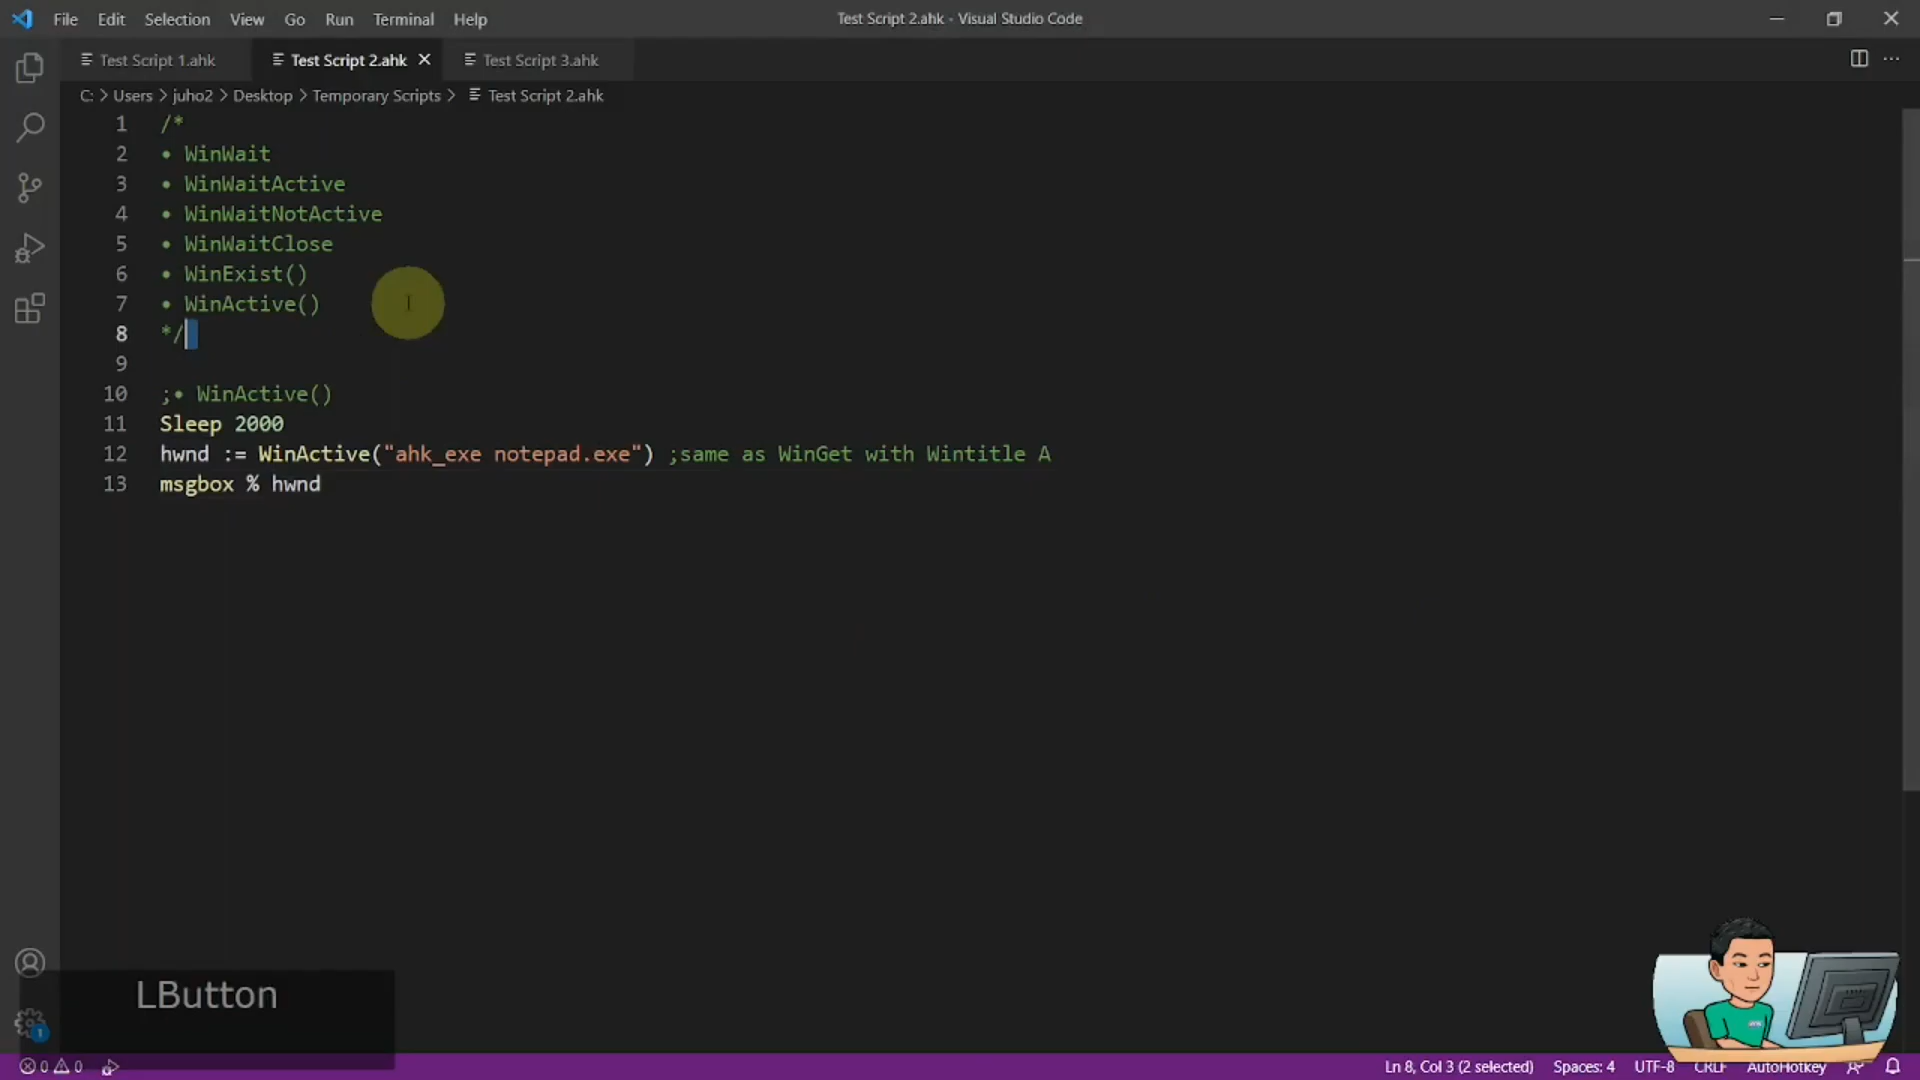 File Edit Selection View Go Run Terminal Help
Test Script 2.ahk - Visual Studio Code
Test Script 1.ahk
Test Script 2.ahk
Test Script 3.ahk
C: > Users > juho2 > Desktop > Temporary Scripts > Test Script 2.ahk
1 /*
2 • WinWait
3 • WinWaitActive
4 • WinWaitNotActive
5 • WinWaitClose
6 • WinExist()
7 • WinActive()
8 */
9
10 ;• WinActive()
11 Sleep 2000
12 hwnd := WinActive("ahk_exe notepad.exe") ;same as WinGet with Wintitle A
13 msgbox % hwnd
LButton
1
0 0
Ln 8, Col 3 (2 selected) Spaces: 4 UTF-8 CRLF AutoHotkey